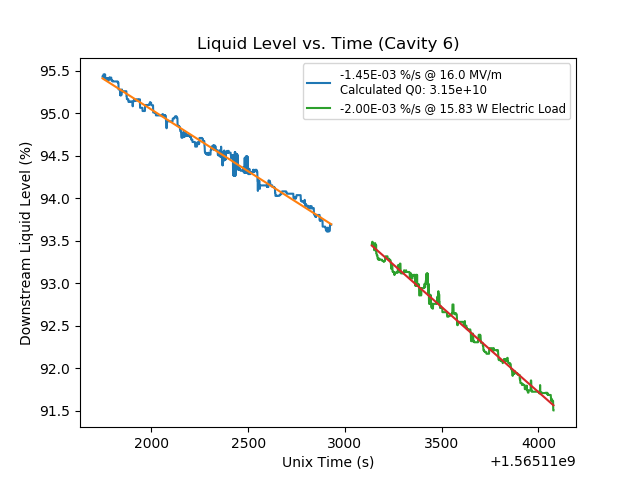 Liquid Level vs. Time (Cavity 6)
-1.45E-03 %/s @ 16.0 MV/m
Calculated Q0: 3.15e+10
-2.00E-03 %/s @ 15.83 W Electric Load
Downstream Liquid Level (%)
95.5
95.0
94.5
94.0
93.5
93.0
92.5
92.0
91.5
2000 2500 3000 3500 4000
Unix Time (s)
+1.56511e9